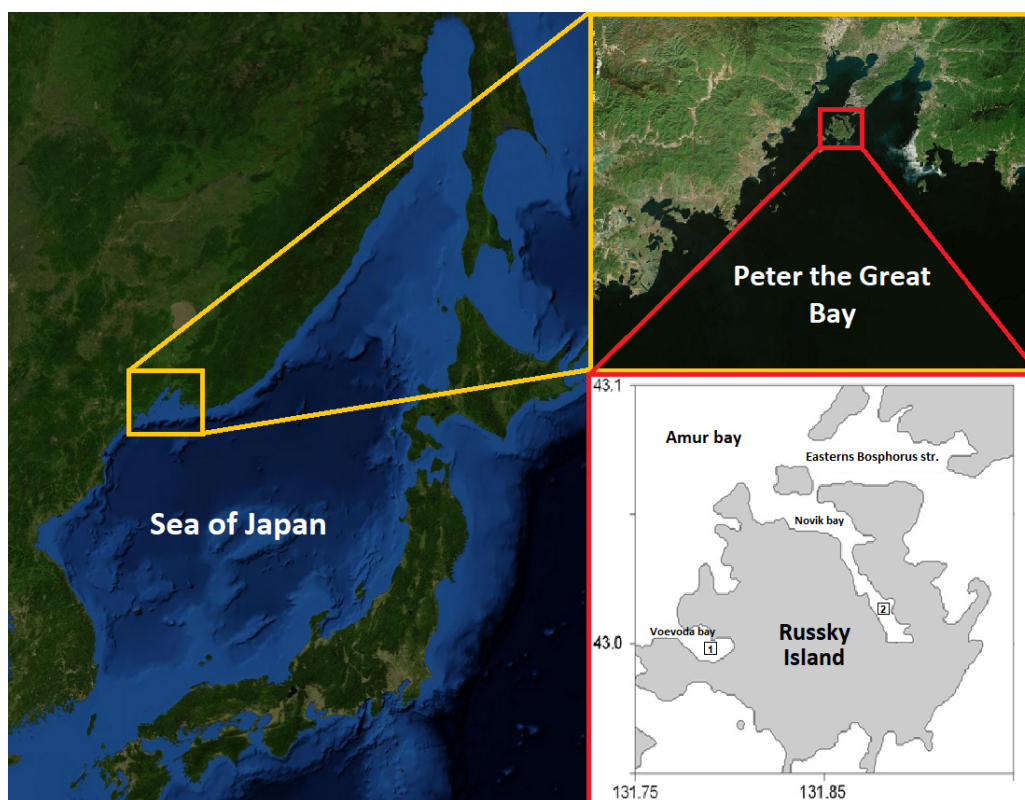 Sea of Japan
Peter the Great
Bay
43.1
Amur bay
Easterns Bosphorus str.
Novik bay
2
Voevoda bay
1
43.0
Russky
Island
131.75
131.85